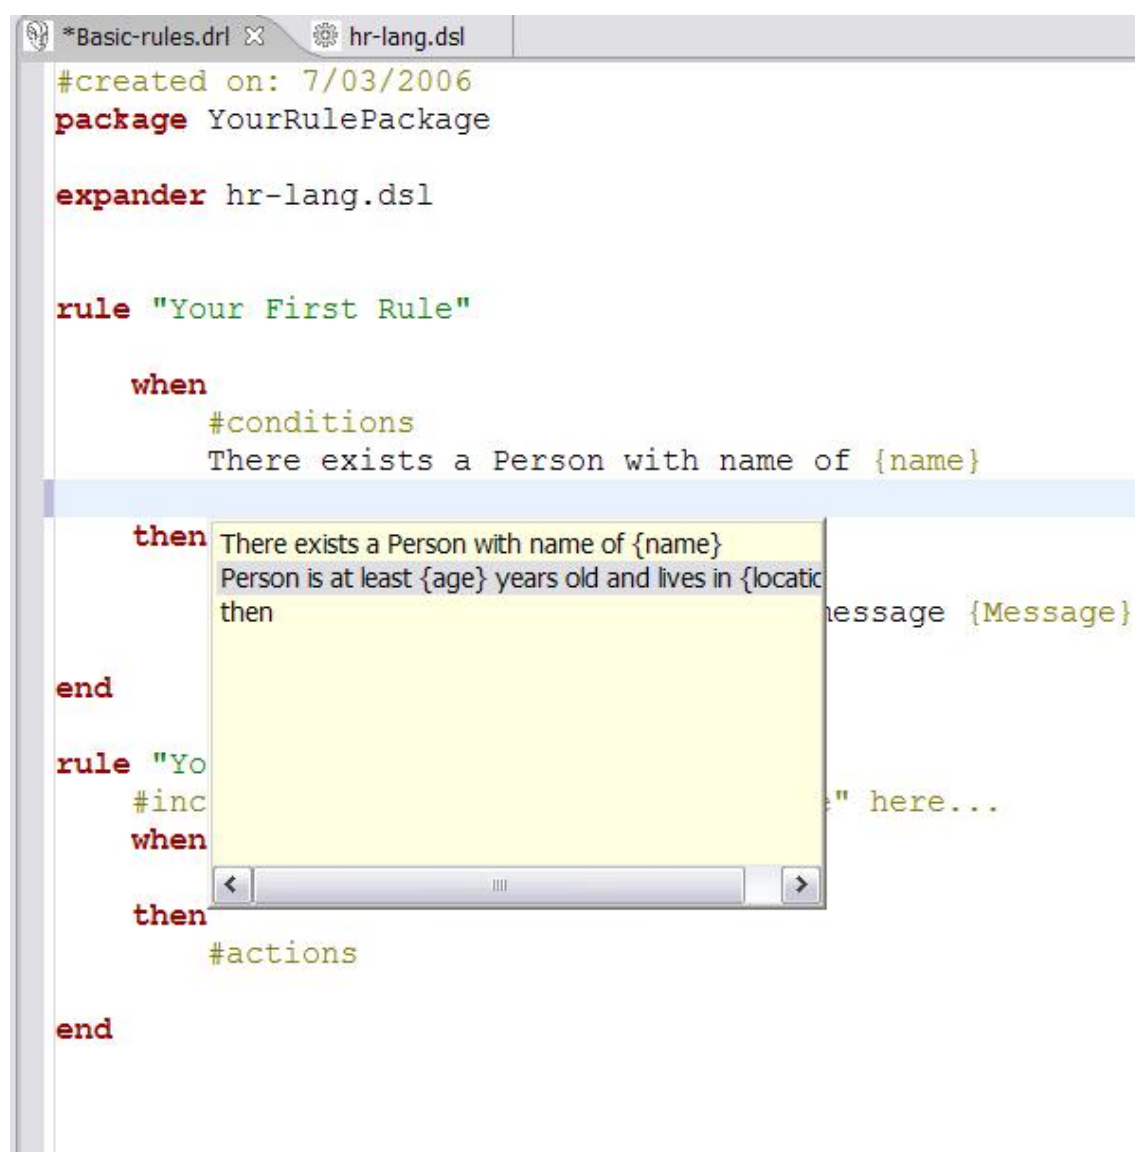 *Basic-rules.drl hr-lang.dsl
#created on: 7/03/2006
package YourRulePackage
expander hr-lang.dsl
rule "Your First Rule"
when
#conditions
There exists a Person with name of {name}
then
There exists a Person with name of {name}
Person is at least {age} years old and lives in {locatic
then
message {Message}
end
rule "Yo
#inc e" here...
when
then
#actions
end